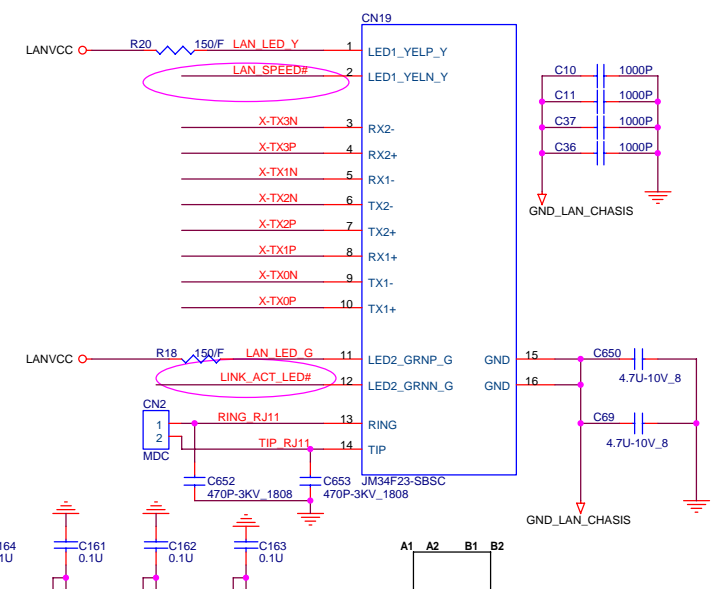 CN19
LANVCC R20 150/F LAN_LED_Y 1 LED1_YELP_Y
LAN_SPEED# 2 LED1_YELN_Y
X-TX3N 3 RX2-
X-TX3P 4 RX2+
X-TX1N 5 RX1-
X-TX2N 6 TX2-
X-TX2P 7 TX2+
X-TX1P 8 RX1+
X-TX0N 9 TX1-
X-TX0P 10 TX1+
LANVCC R18 150/F LAN_LED_G 11 LED2_GRNP_G
LINK_ACT_LED# 12 LED2_GRNN_G
GND 15
GND 16
CN2
1 RING_RJ11 13 RING
2 TIP_RJ11 14 TIP
MDC
JM34F23-SBSC
C652
470P-3KV_1808
C653
470P-3KV_1808
C10 1000P
C11 1000P
C37 1000P
C36 1000P
GND_LAN_CHASIS
C650
4.7U-10V_8
C69
4.7U-10V_8
GND_LAN_CHASIS
C161
0.1U
C162
0.1U
C163
0.1U
A1 A2 B1 B2